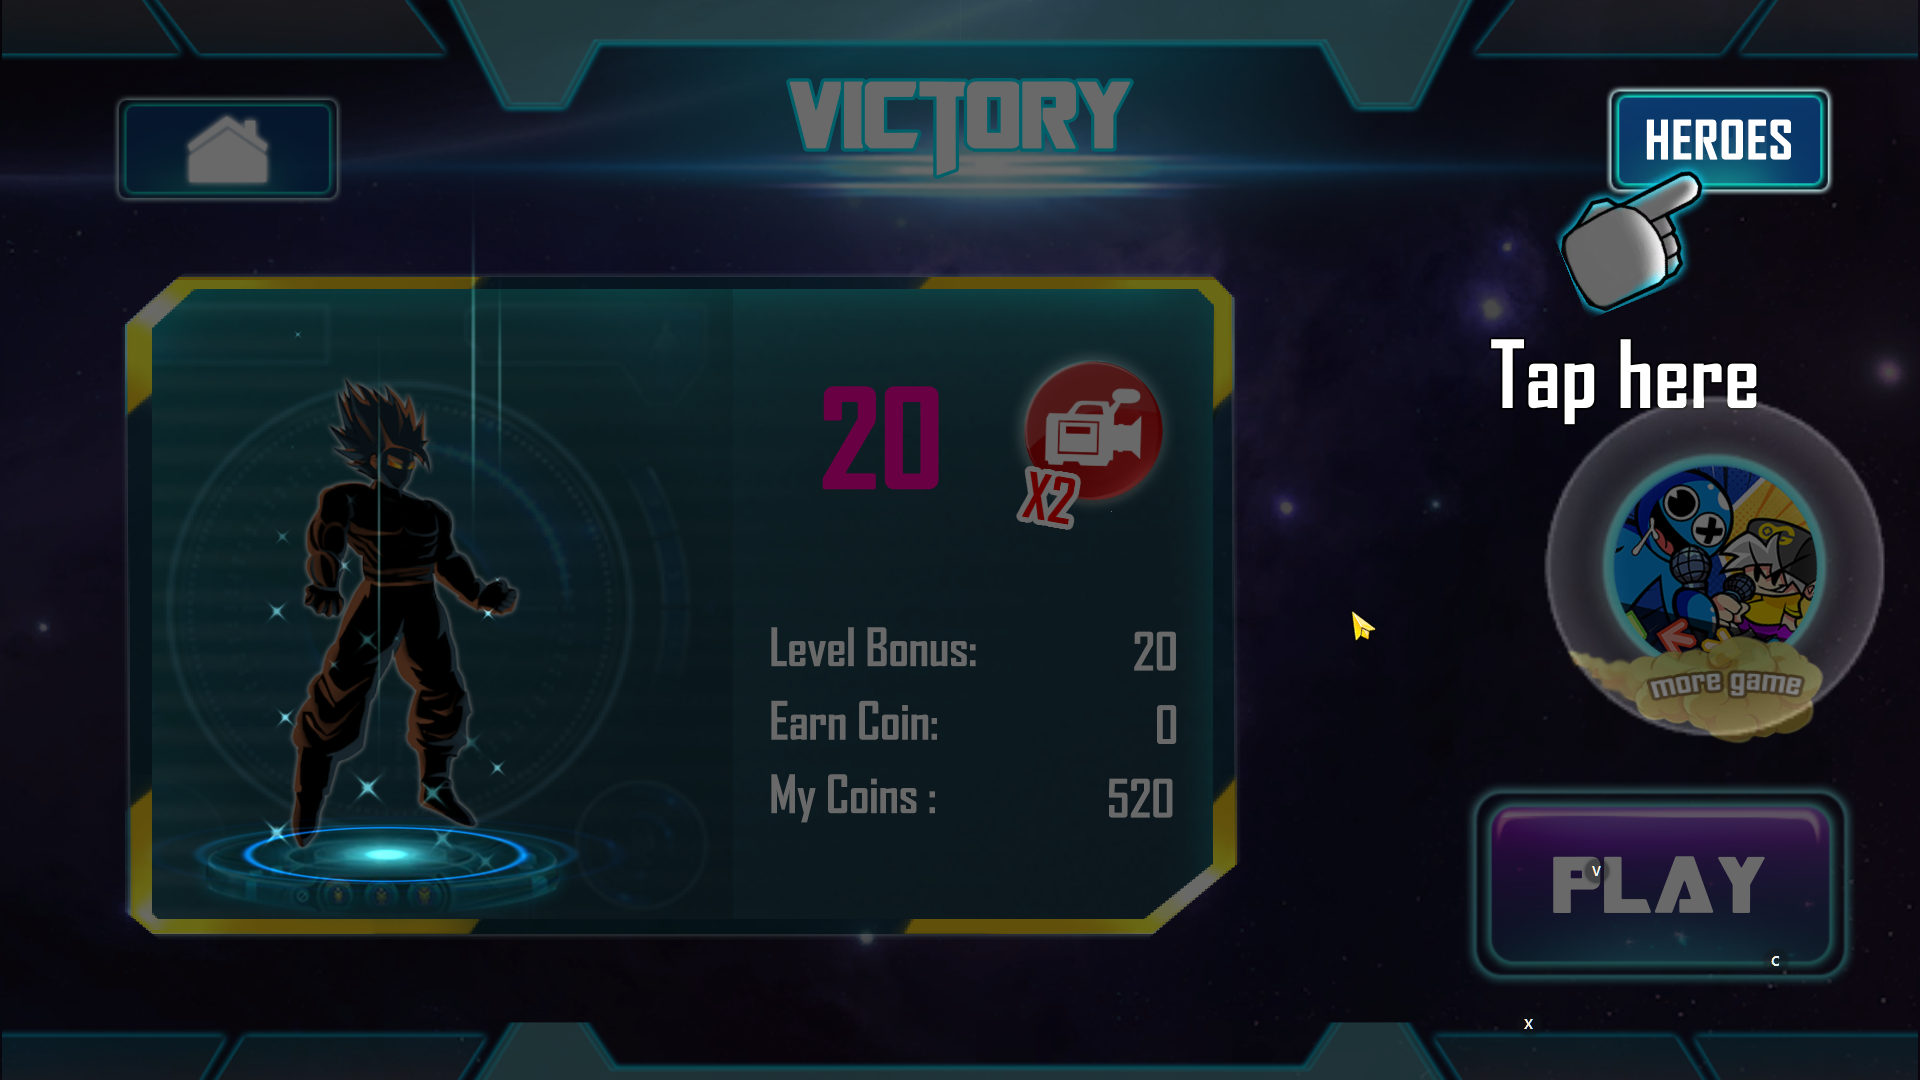 VICTORY
HEROES
Tap here
20
X2
Level Bonus: 20
Earn Coin: 0
My Coins : 520
more game
PLAY
V
C
X